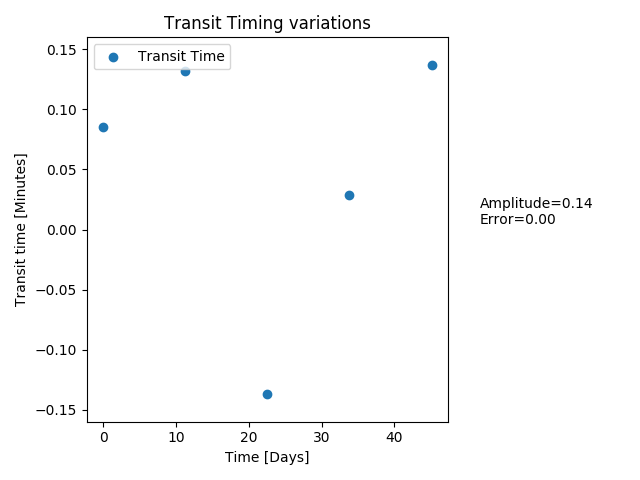 Transit Timing variations
Transit Time
0.15
0.10
0.05
0.00
−0.05
−0.10
−0.15
Transit time [Minutes]
0 10 20 30 40
Time [Days]
Amplitude=0.14
Error=0.00